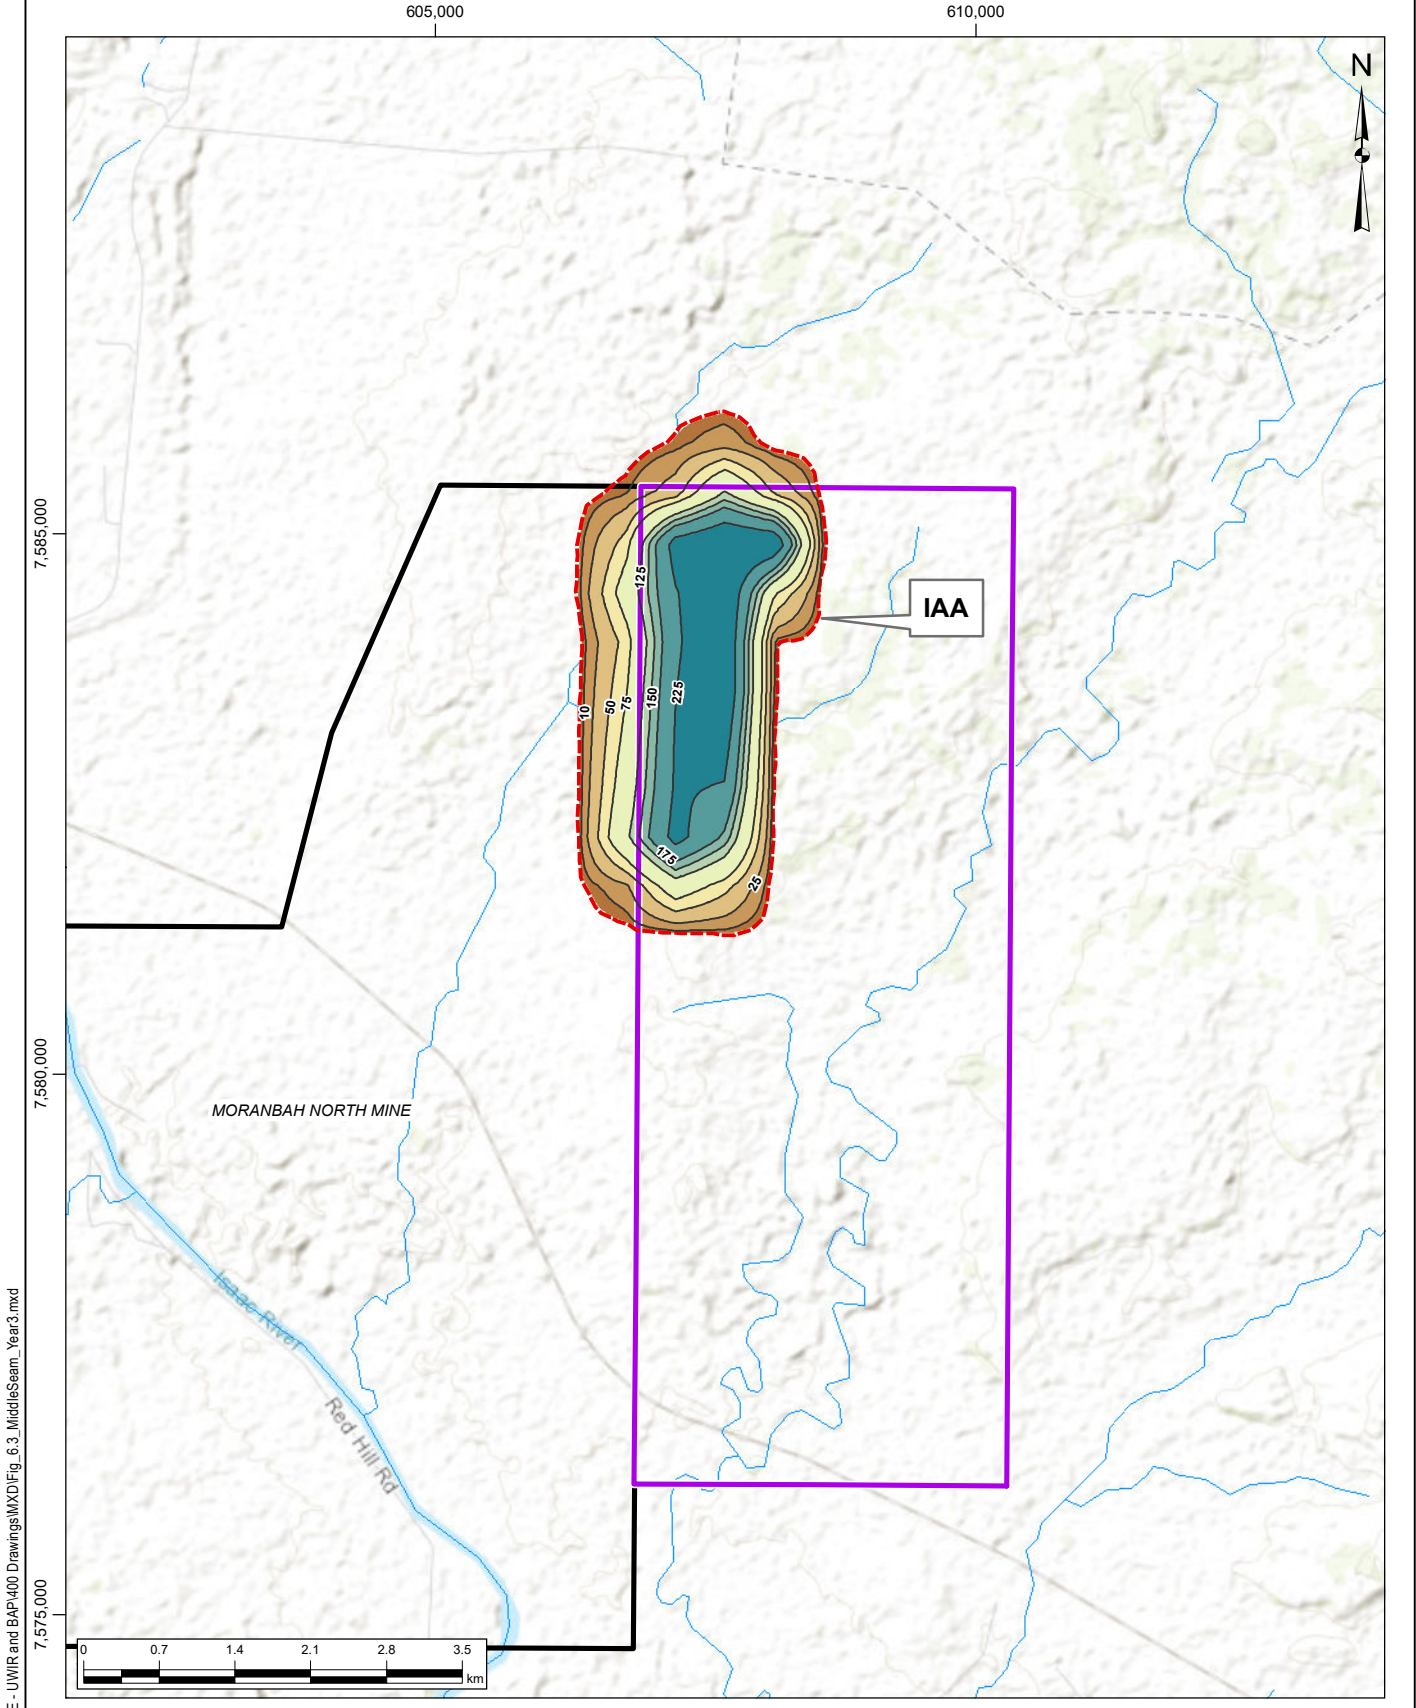 605,000
610,000
N
7,585,000
125
IAA
10
50
75
150
225
175
25
7,580,000
MORANBAH NORTH MINE
Isaac River
Red Hill Rd
7,575,000
0 0.7 1.4 2.1 2.8 3.5
km
- UWIR and BAP\400 Drawings\MXD\Fig_6.3_MiddleSeam_Year3.mxd